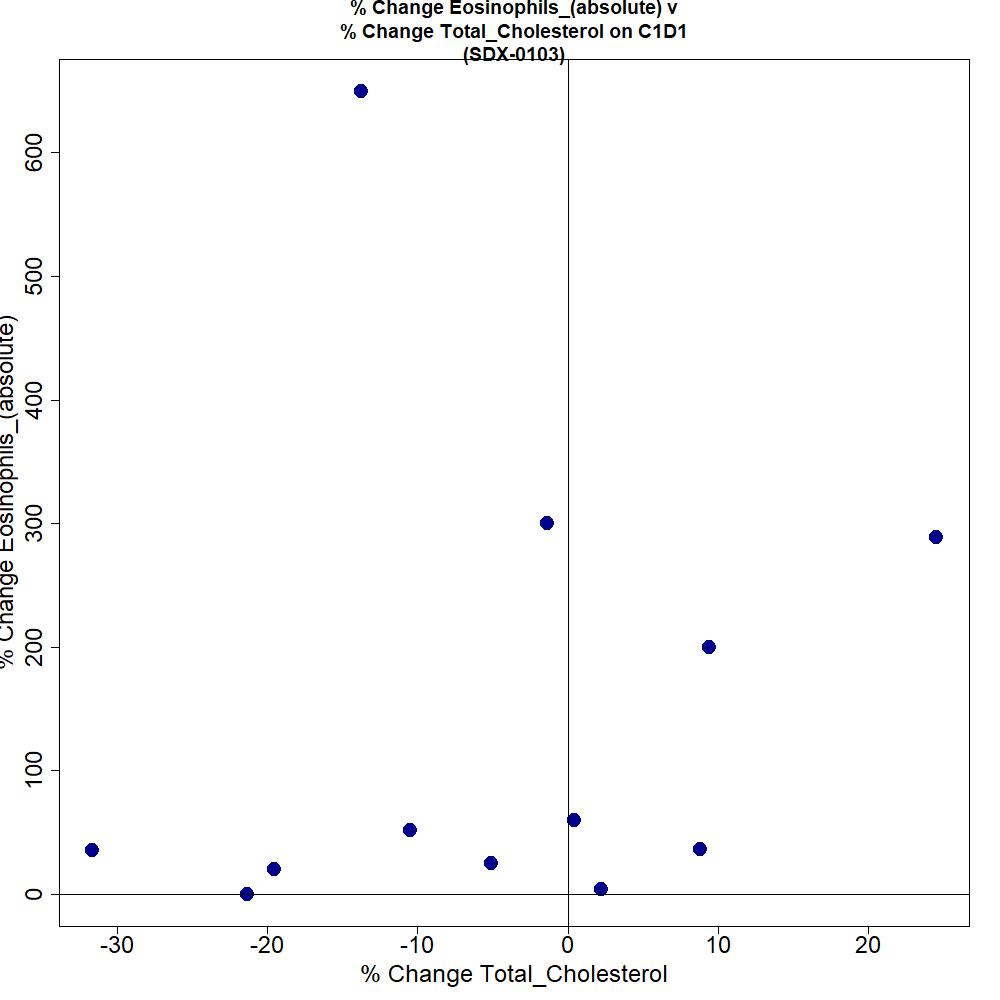 % Change Eosinophils_(absolute) v
% Change Total_Cholesterol on C1D1
(SDX-0103)
% Change Eosinophils_(absolute)
600
500
400
300
200
100
0
-30 -20 -10 0 10 20
% Change Total_Cholesterol